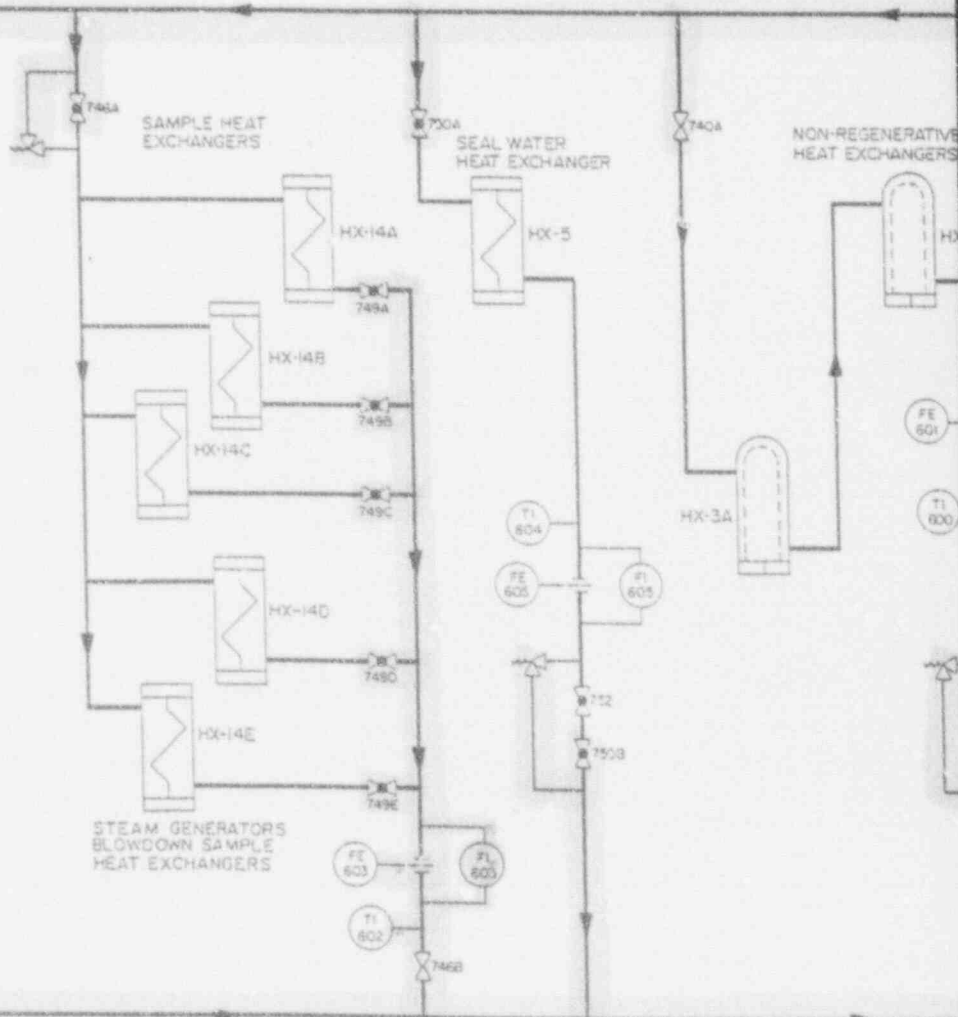 746A
SAMPLE HEAT
EXCHANGERS
750A
SEAL WATER
HEAT EXCHANGER
740A
NON-REGENERATIVE
HEAT EXCHANGERS
HX-14A
HX-5
HX
749A
HX-14B
749B
HX-14C
749C
FE
601
HX-3A
TI
600
TI
604
FE
605
FI
605
HX-14D
749D
752
750B
HX-14E
749E
STEAM GENERATORS
BLOWDOWN SAMPLE
HEAT EXCHANGERS
FE
603
FI
603
TI
602
746B